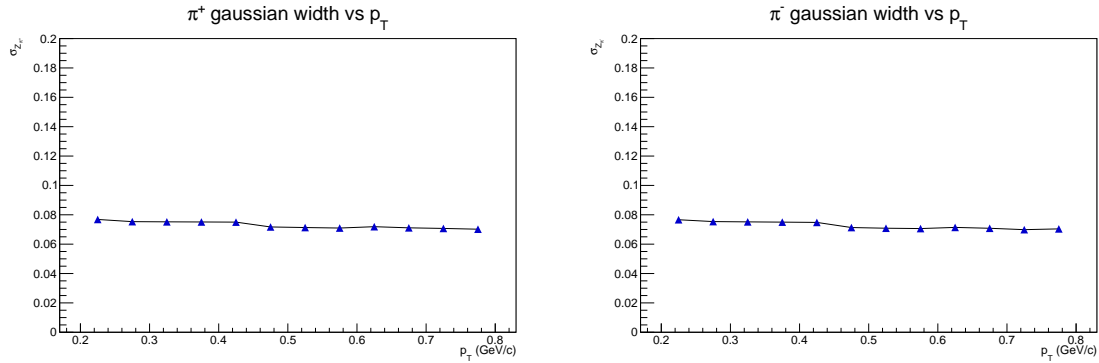 π⁺ gaussian width vs p_T
σ_{Z_π}
0.2
0.18
0.16
0.14
0.12
0.1
0.08
0.06
0.04
0.02
0
0.2 0.3 0.4 0.5 0.6 0.7 0.8
p_T (GeV/c)
π⁻ gaussian width vs p_T
σ_{Z_π}
0.2
0.18
0.16
0.14
0.12
0.1
0.08
0.06
0.04
0.02
0
0.2 0.3 0.4 0.5 0.6 0.7 0.8
p_T (GeV/c)